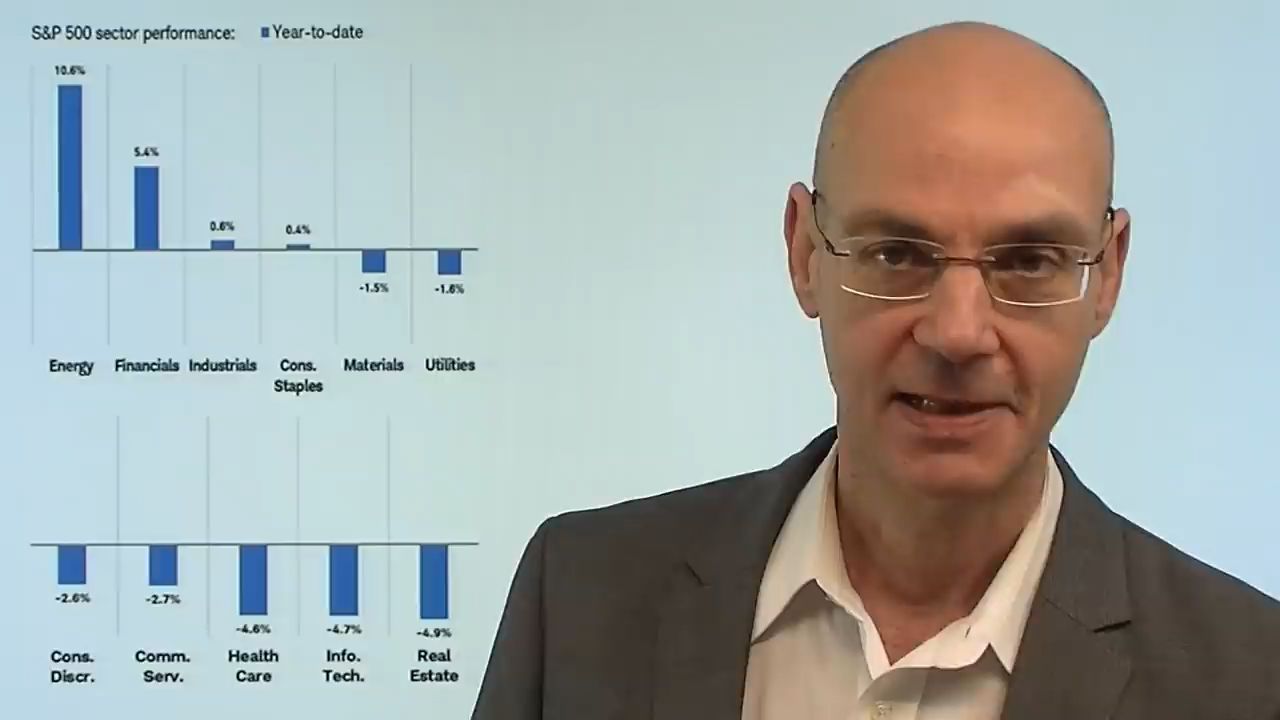 S&P 500 sector performance: Year-to-date
10.6%
5.4%
0.6%
0.4%
-1.5%
-1.6%
Energy Financials Industrials Cons. Materials Utilities
Staples
-2.6%
-2.7%
-4.6%
-4.7%
-4.9%
Cons. Comm. Health Info. Real
Discr. Serv. Care Tech. Estate